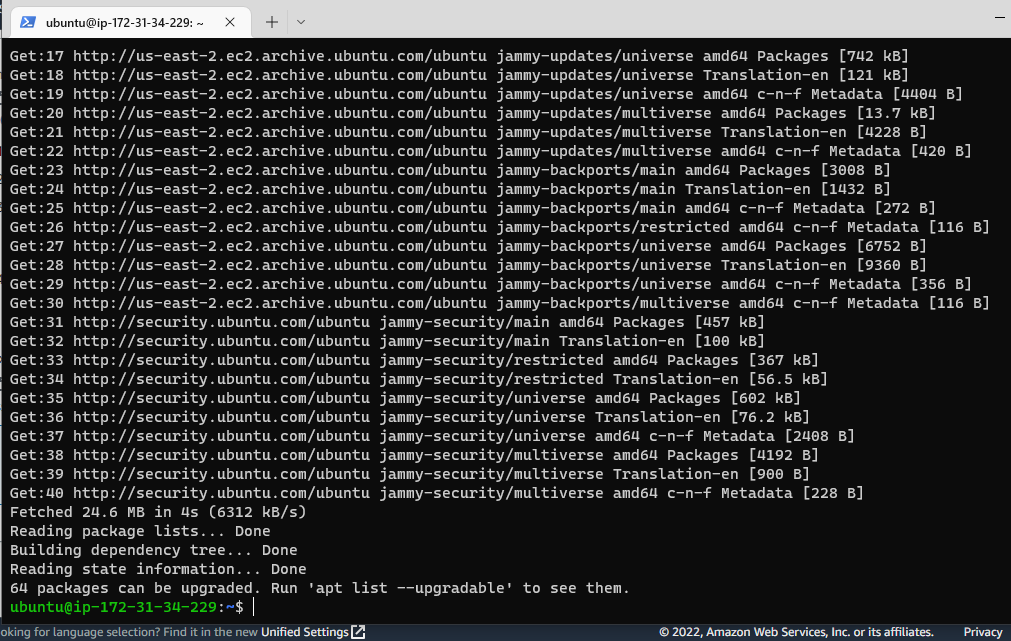 ubuntu@ip-172-31-34-229: ~
Get:17 http://us-east-2.ec2.archive.ubuntu.com/ubuntu jammy-updates/universe amd64 Packages [742 kB]
Get:18 http://us-east-2.ec2.archive.ubuntu.com/ubuntu jammy-updates/universe Translation-en [121 kB]
Get:19 http://us-east-2.ec2.archive.ubuntu.com/ubuntu jammy-updates/universe amd64 c-n-f Metadata [4404 B]
Get:20 http://us-east-2.ec2.archive.ubuntu.com/ubuntu jammy-updates/multiverse amd64 Packages [13.7 kB]
Get:21 http://us-east-2.ec2.archive.ubuntu.com/ubuntu jammy-updates/multiverse Translation-en [4228 B]
Get:22 http://us-east-2.ec2.archive.ubuntu.com/ubuntu jammy-updates/multiverse amd64 c-n-f Metadata [420 B]
Get:23 http://us-east-2.ec2.archive.ubuntu.com/ubuntu jammy-backports/main amd64 Packages [3008 B]
Get:24 http://us-east-2.ec2.archive.ubuntu.com/ubuntu jammy-backports/main Translation-en [1432 B]
Get:25 http://us-east-2.ec2.archive.ubuntu.com/ubuntu jammy-backports/main amd64 c-n-f Metadata [272 B]
Get:26 http://us-east-2.ec2.archive.ubuntu.com/ubuntu jammy-backports/restricted amd64 c-n-f Metadata [116 B]
Get:27 http://us-east-2.ec2.archive.ubuntu.com/ubuntu jammy-backports/universe amd64 Packages [6752 B]
Get:28 http://us-east-2.ec2.archive.ubuntu.com/ubuntu jammy-backports/universe Translation-en [9360 B]
Get:29 http://us-east-2.ec2.archive.ubuntu.com/ubuntu jammy-backports/universe amd64 c-n-f Metadata [356 B]
Get:30 http://us-east-2.ec2.archive.ubuntu.com/ubuntu jammy-backports/multiverse amd64 c-n-f Metadata [116 B]
Get:31 http://security.ubuntu.com/ubuntu jammy-security/main amd64 Packages [457 kB]
Get:32 http://security.ubuntu.com/ubuntu jammy-security/main Translation-en [100 kB]
Get:33 http://security.ubuntu.com/ubuntu jammy-security/restricted amd64 Packages [367 kB]
Get:34 http://security.ubuntu.com/ubuntu jammy-security/restricted Translation-en [56.5 kB]
Get:35 http://security.ubuntu.com/ubuntu jammy-security/universe amd64 Packages [602 kB]
Get:36 http://security.ubuntu.com/ubuntu jammy-security/universe Translation-en [76.2 kB]
Get:37 http://security.ubuntu.com/ubuntu jammy-security/universe amd64 c-n-f Metadata [2408 B]
Get:38 http://security.ubuntu.com/ubuntu jammy-security/multiverse amd64 Packages [4192 B]
Get:39 http://security.ubuntu.com/ubuntu jammy-security/multiverse Translation-en [900 B]
Get:40 http://security.ubuntu.com/ubuntu jammy-security/multiverse amd64 c-n-f Metadata [228 B]
Fetched 24.6 MB in 4s (6312 kB/s)
Reading package lists... Done
Building dependency tree... Done
Reading state information... Done
64 packages can be upgraded. Run 'apt list --upgradable' to see them.
ubuntu@ip-172-31-34-229:~$
oking for language selection? Find it in the new Unified Settings © 2022, Amazon Web Services, Inc. or its affiliates. Privacy